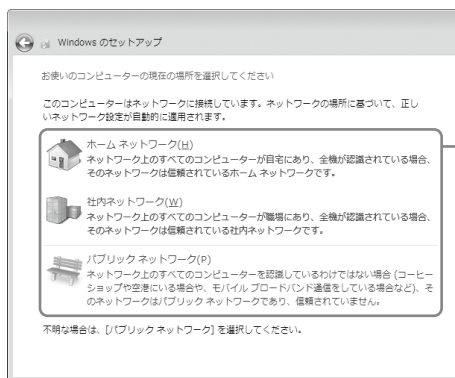 Windows のセットアップ
お使いのコンピューターの現在の場所を選択してください
このコンピューターはネットワークに接続しています。ネットワークの場所に基づいて、正し
いネットワーク設定が自動的に適用されます。
ホーム ネットワーク(H)
ネットワーク上のすべてのコンピューターが自宅にあり、全機が認識されている場合、
そのネットワークは信頼されているホーム ネットワークです。
社内ネットワーク(W)
ネットワーク上のすべてのコンピューターが職場にあり、全機が認識されている場合、
そのネットワークは信頼されている社内ネットワークです。
パブリック ネットワーク(P)
ネットワーク上のすべてのコンピューターを認識しているわけではない場合 (コーヒー
ショップや空港にいる場合や、モバイル ブロードバンド通信をしている場合など)、そ
のネットワークはパブリック ネットワークであり、信頼されていません。
不明な場合は、[パブリック ネットワーク] を選択してください。